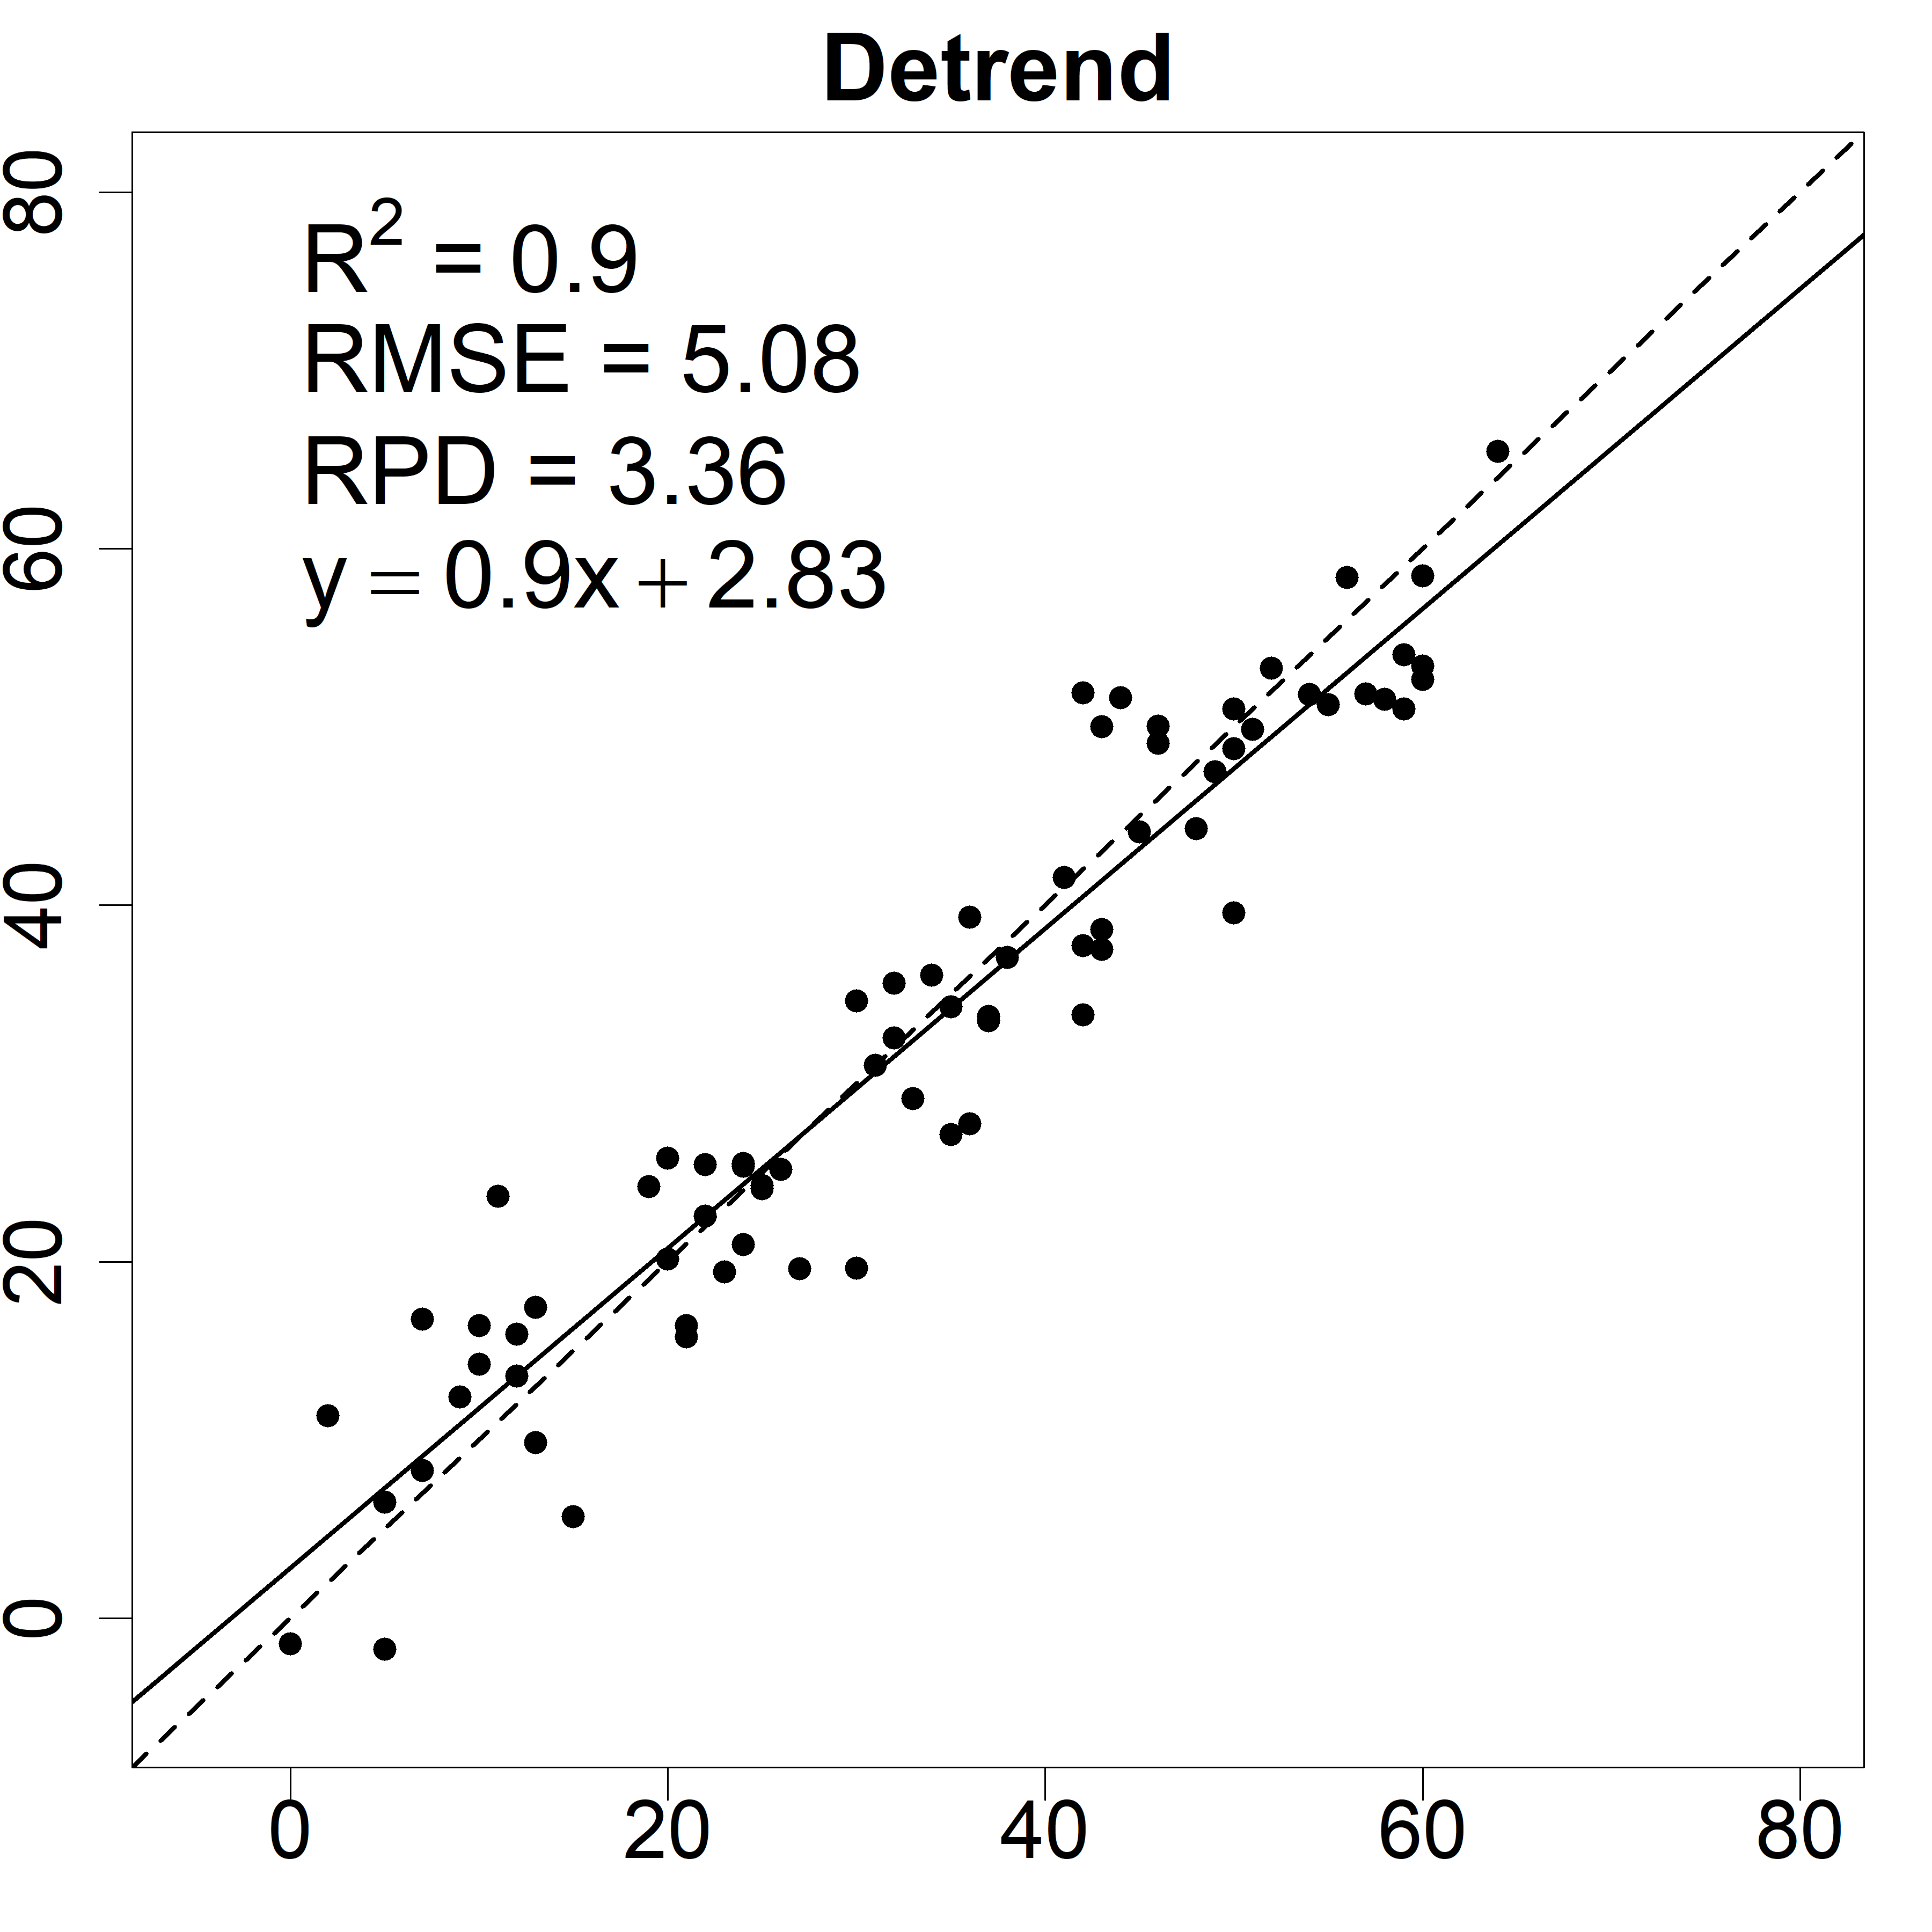 Detrend
R² = 0.9
RMSE = 5.08
RPD = 3.36
y = 0.9x + 2.83
80
60
40
20
0
0 20 40 60 80